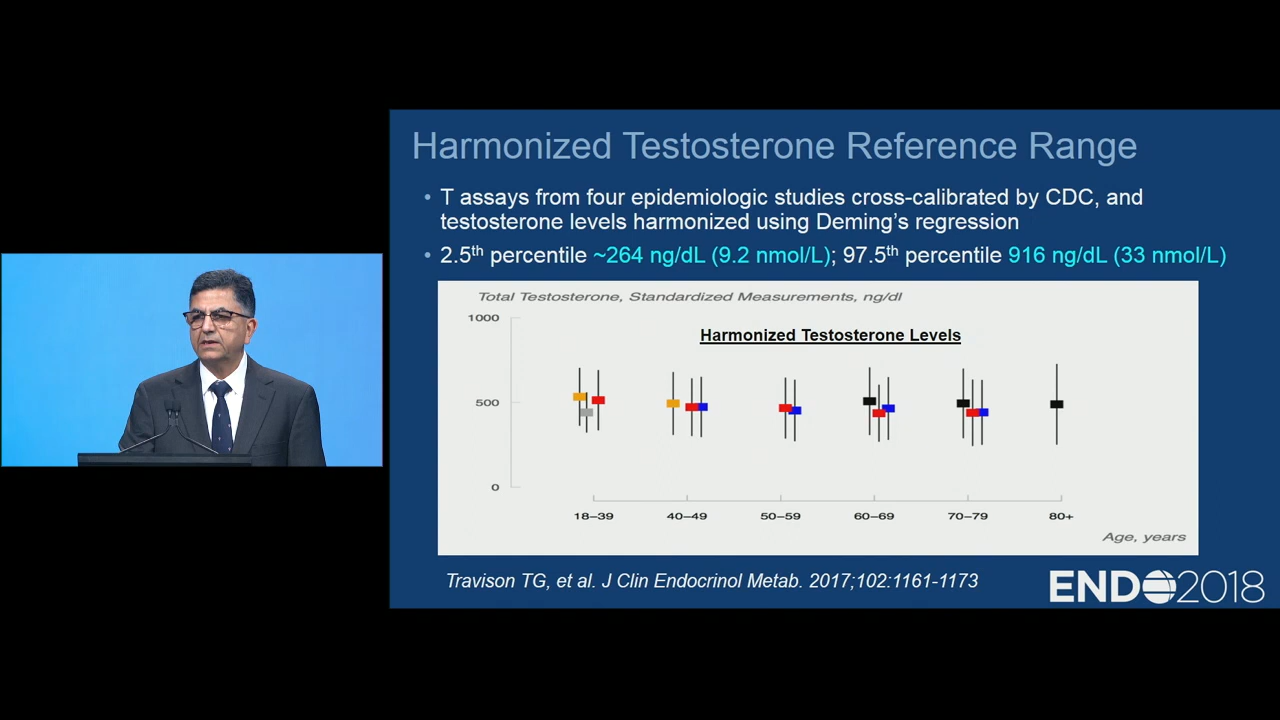 Harmonized Testosterone Reference Range
• T assays from four epidemiologic studies cross-calibrated by CDC, and
testosterone levels harmonized using Deming's regression
• 2.5th percentile ~264 ng/dL (9.2 nmol/L); 97.5th percentile 916 ng/dL (33 nmol/L)
Total Testosterone, Standardized Measurements, ng/dl
Harmonized Testosterone Levels
1000
500
0
18–39 40–49 50–59 60–69 70–79 80+
Age, years
Travison TG, et al. J Clin Endocrinol Metab. 2017;102:1161-1173
ENDO2018